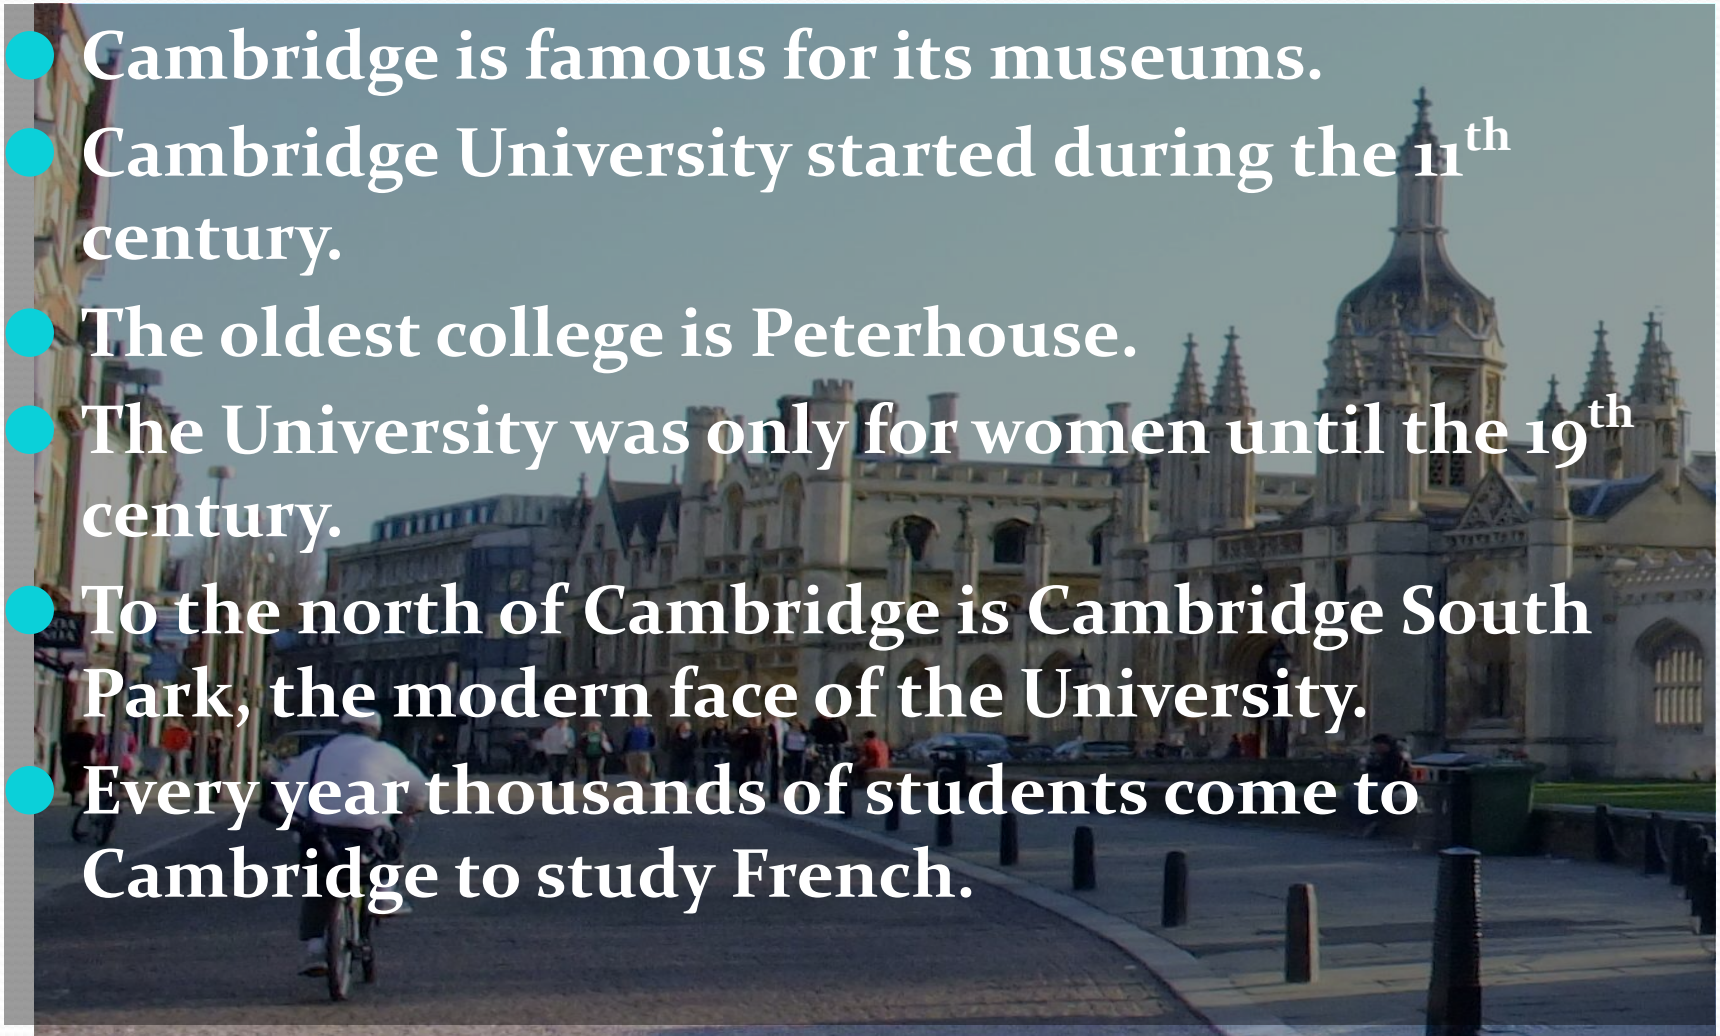 Cambridge is famous for its museums.
Cambridge University started during the 11th
century.
The oldest college is Peterhouse.
The University was only for women until the 19th
century.
To the north of Cambridge is Cambridge South
Park, the modern face of the University.
Every year thousands of students come to
Cambridge to study French.